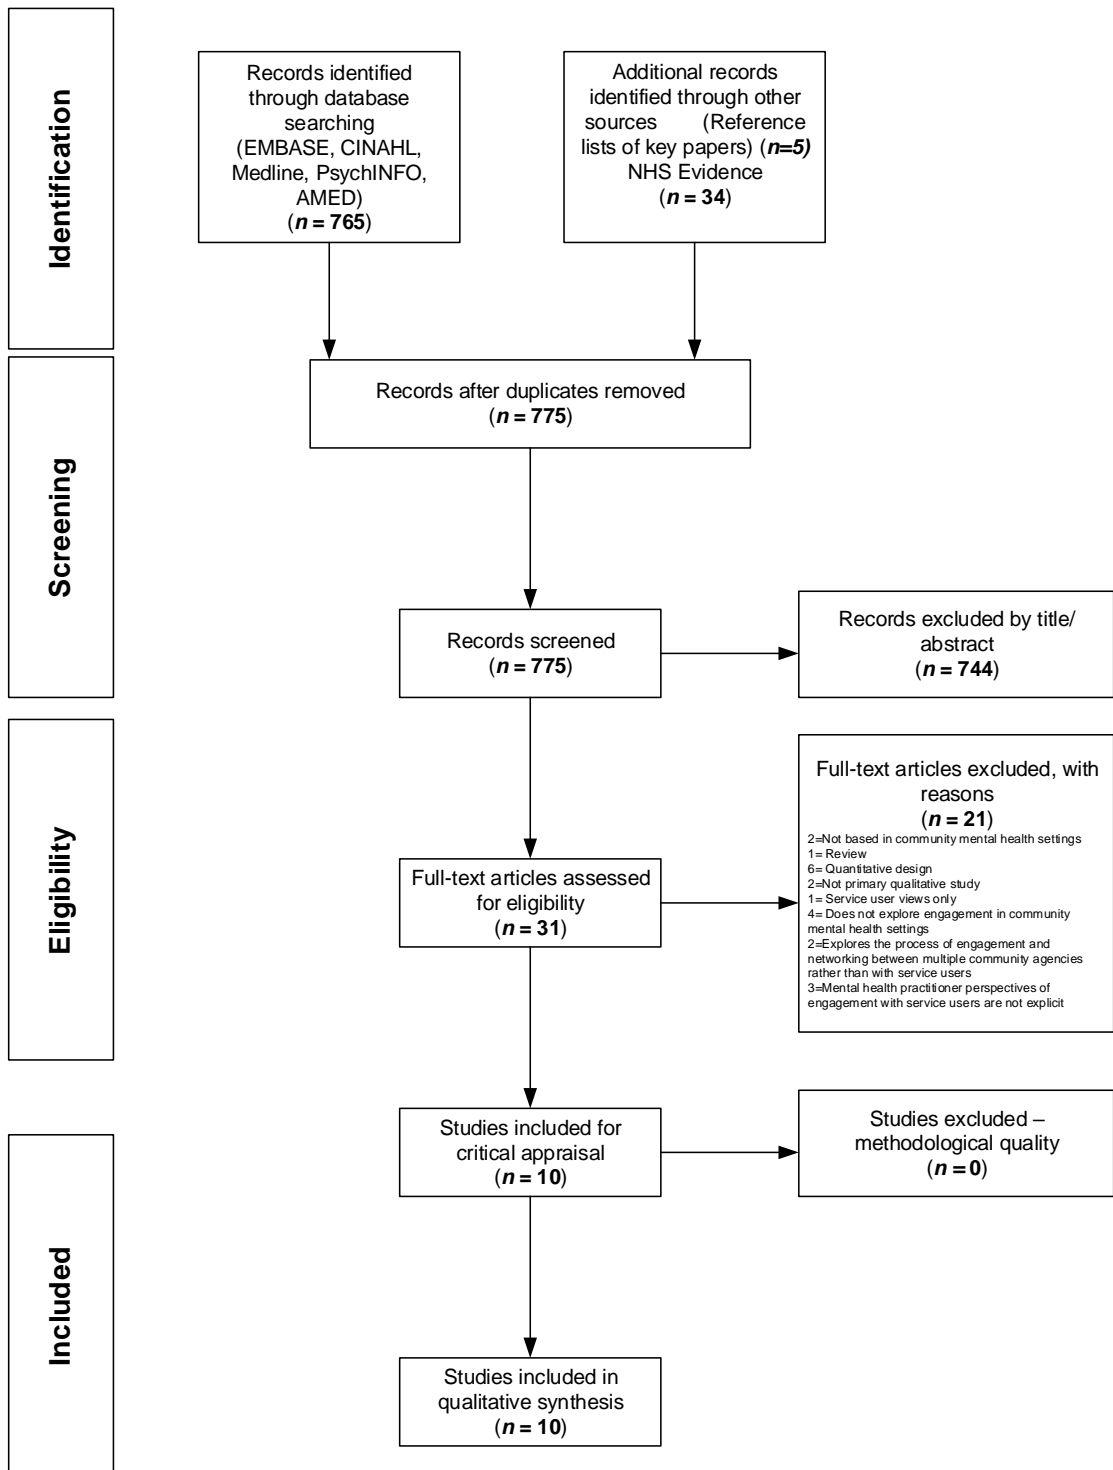 Identification
Records identified
through database
searching
(EMBASE, CINAHL,
Medline, PsychINFO,
AMED)
(n = 765)
Additional records
identified through other
sources (Reference
lists of key papers) (n=5)
NHS Evidence
(n = 34)
Screening
Records after duplicates removed
(n = 775)
Records screened
(n = 775)
Records excluded by title/
abstract
(n = 744)
Eligibility
Full-text articles assessed
for eligibility
(n = 31)
Full-text articles excluded, with
reasons
(n = 21)
2=Not based in community mental health settings
1= Review
6= Quantitative design
2=Not primary qualitative study
1= Service user views only
4= Does not explore engagement in community
mental health settings
2=Explores the process of engagement and
networking between multiple community agencies
rather than with service users
3=Mental health practitioner perspectives of
engagement with service users are not explicit
Included
Studies included for
critical appraisal
(n = 10)
Studies excluded –
methodological quality
(n = 0)
Studies included in
qualitative synthesis
(n = 10)